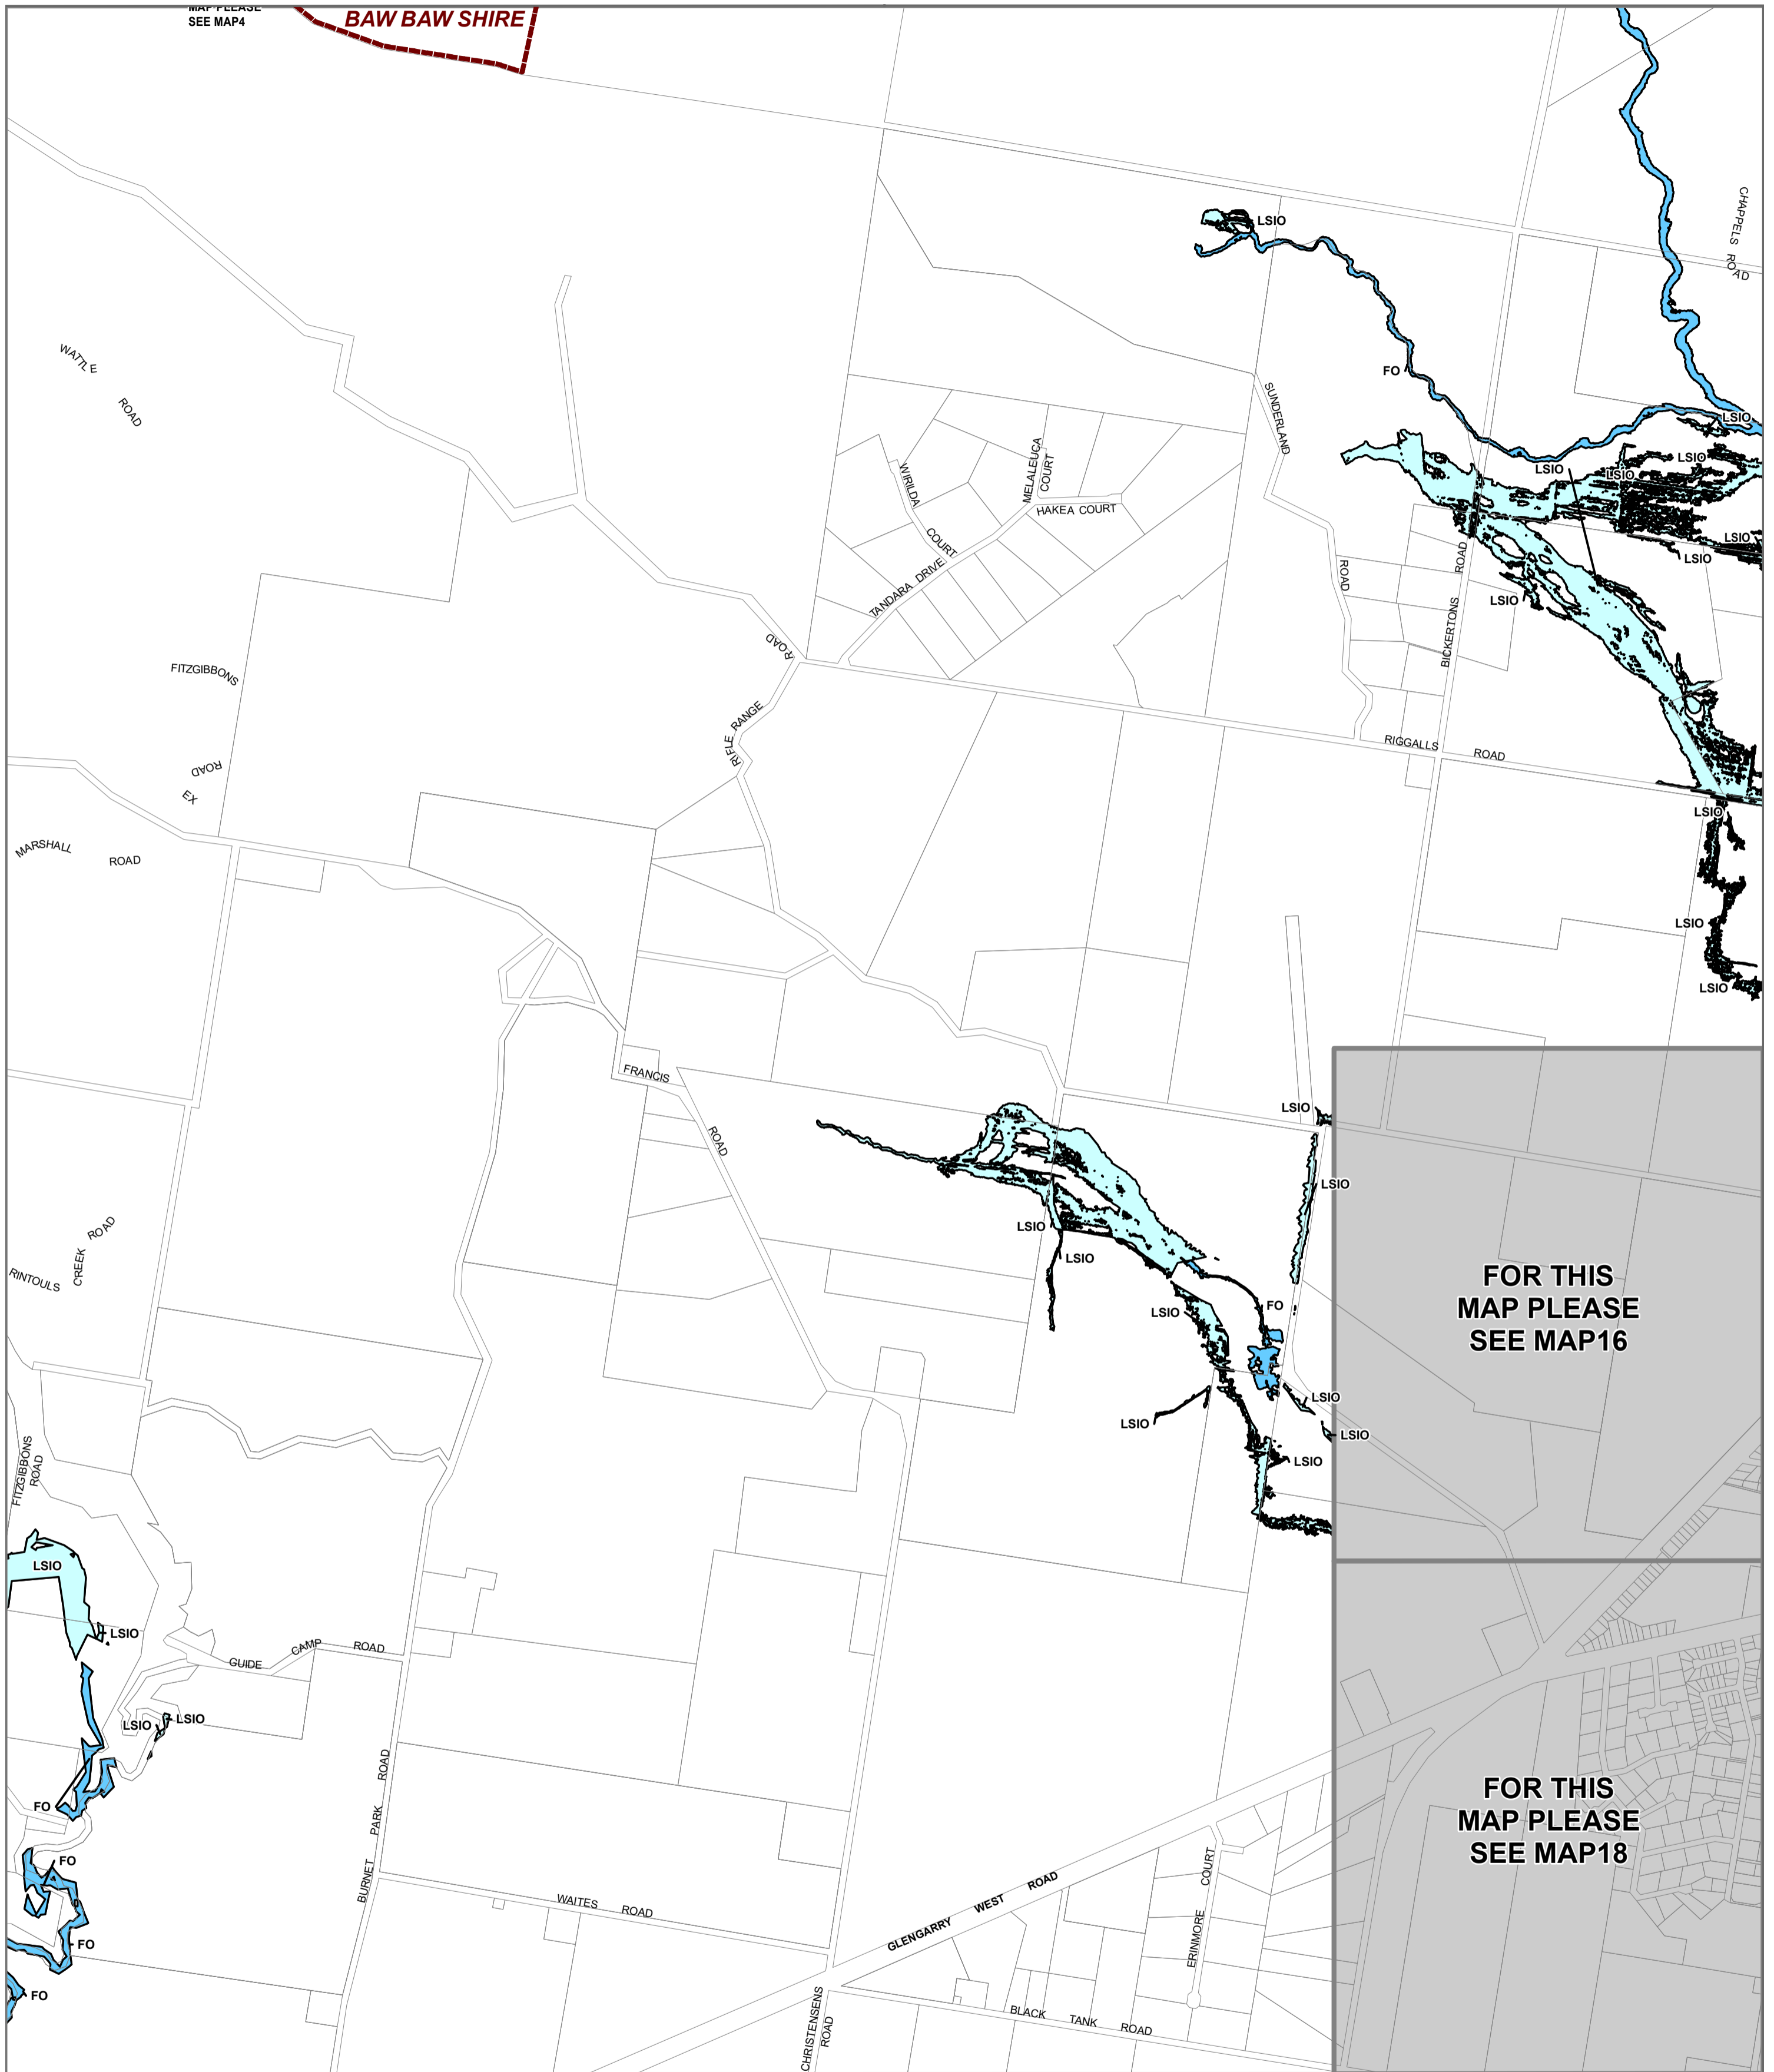 MAP PLEASE
SEE MAP4
BAW BAW SHIRE
CHAPPELS ROAD
LSIO
FO
WATTLE
ROAD
SUNDERLAND
ROAD
LSIO
LSIO
LSIO
LSIO
LSIO
LSIO
LSIO
WIRILDA
COURT
MELALEUCA
COURT
HAKEA COURT
TANDARA DRIVE
BICKERTONS
ROAD
ROAD
FITZGIBBONS
ROAD
EX
RIFLE RANGE
RIGGALLS
ROAD
MARSHALL
ROAD
LSIO
LSIO
LSIO
FRANCIS
ROAD
LSIO
LSIO
LSIO
LSIO
LSIO
FO
LSIO
LSIO
LSIO
LSIO
RINTOULS
CREEK
ROAD
FOR THIS
MAP PLEASE
SEE MAP16
FITZGIBBONS
ROAD
LSIO
LSIO
GUIDE
CAMP
ROAD
LSIO
LSIO
FO
FO
FO
FO
BURNET
PARK
ROAD
WAITES
ROAD
GLENGARRY
WEST
ROAD
ERINMORE
COURT
BLACK
TANK
ROAD
CHRISTENSENS
ROAD
FOR THIS
MAP PLEASE
SEE MAP18